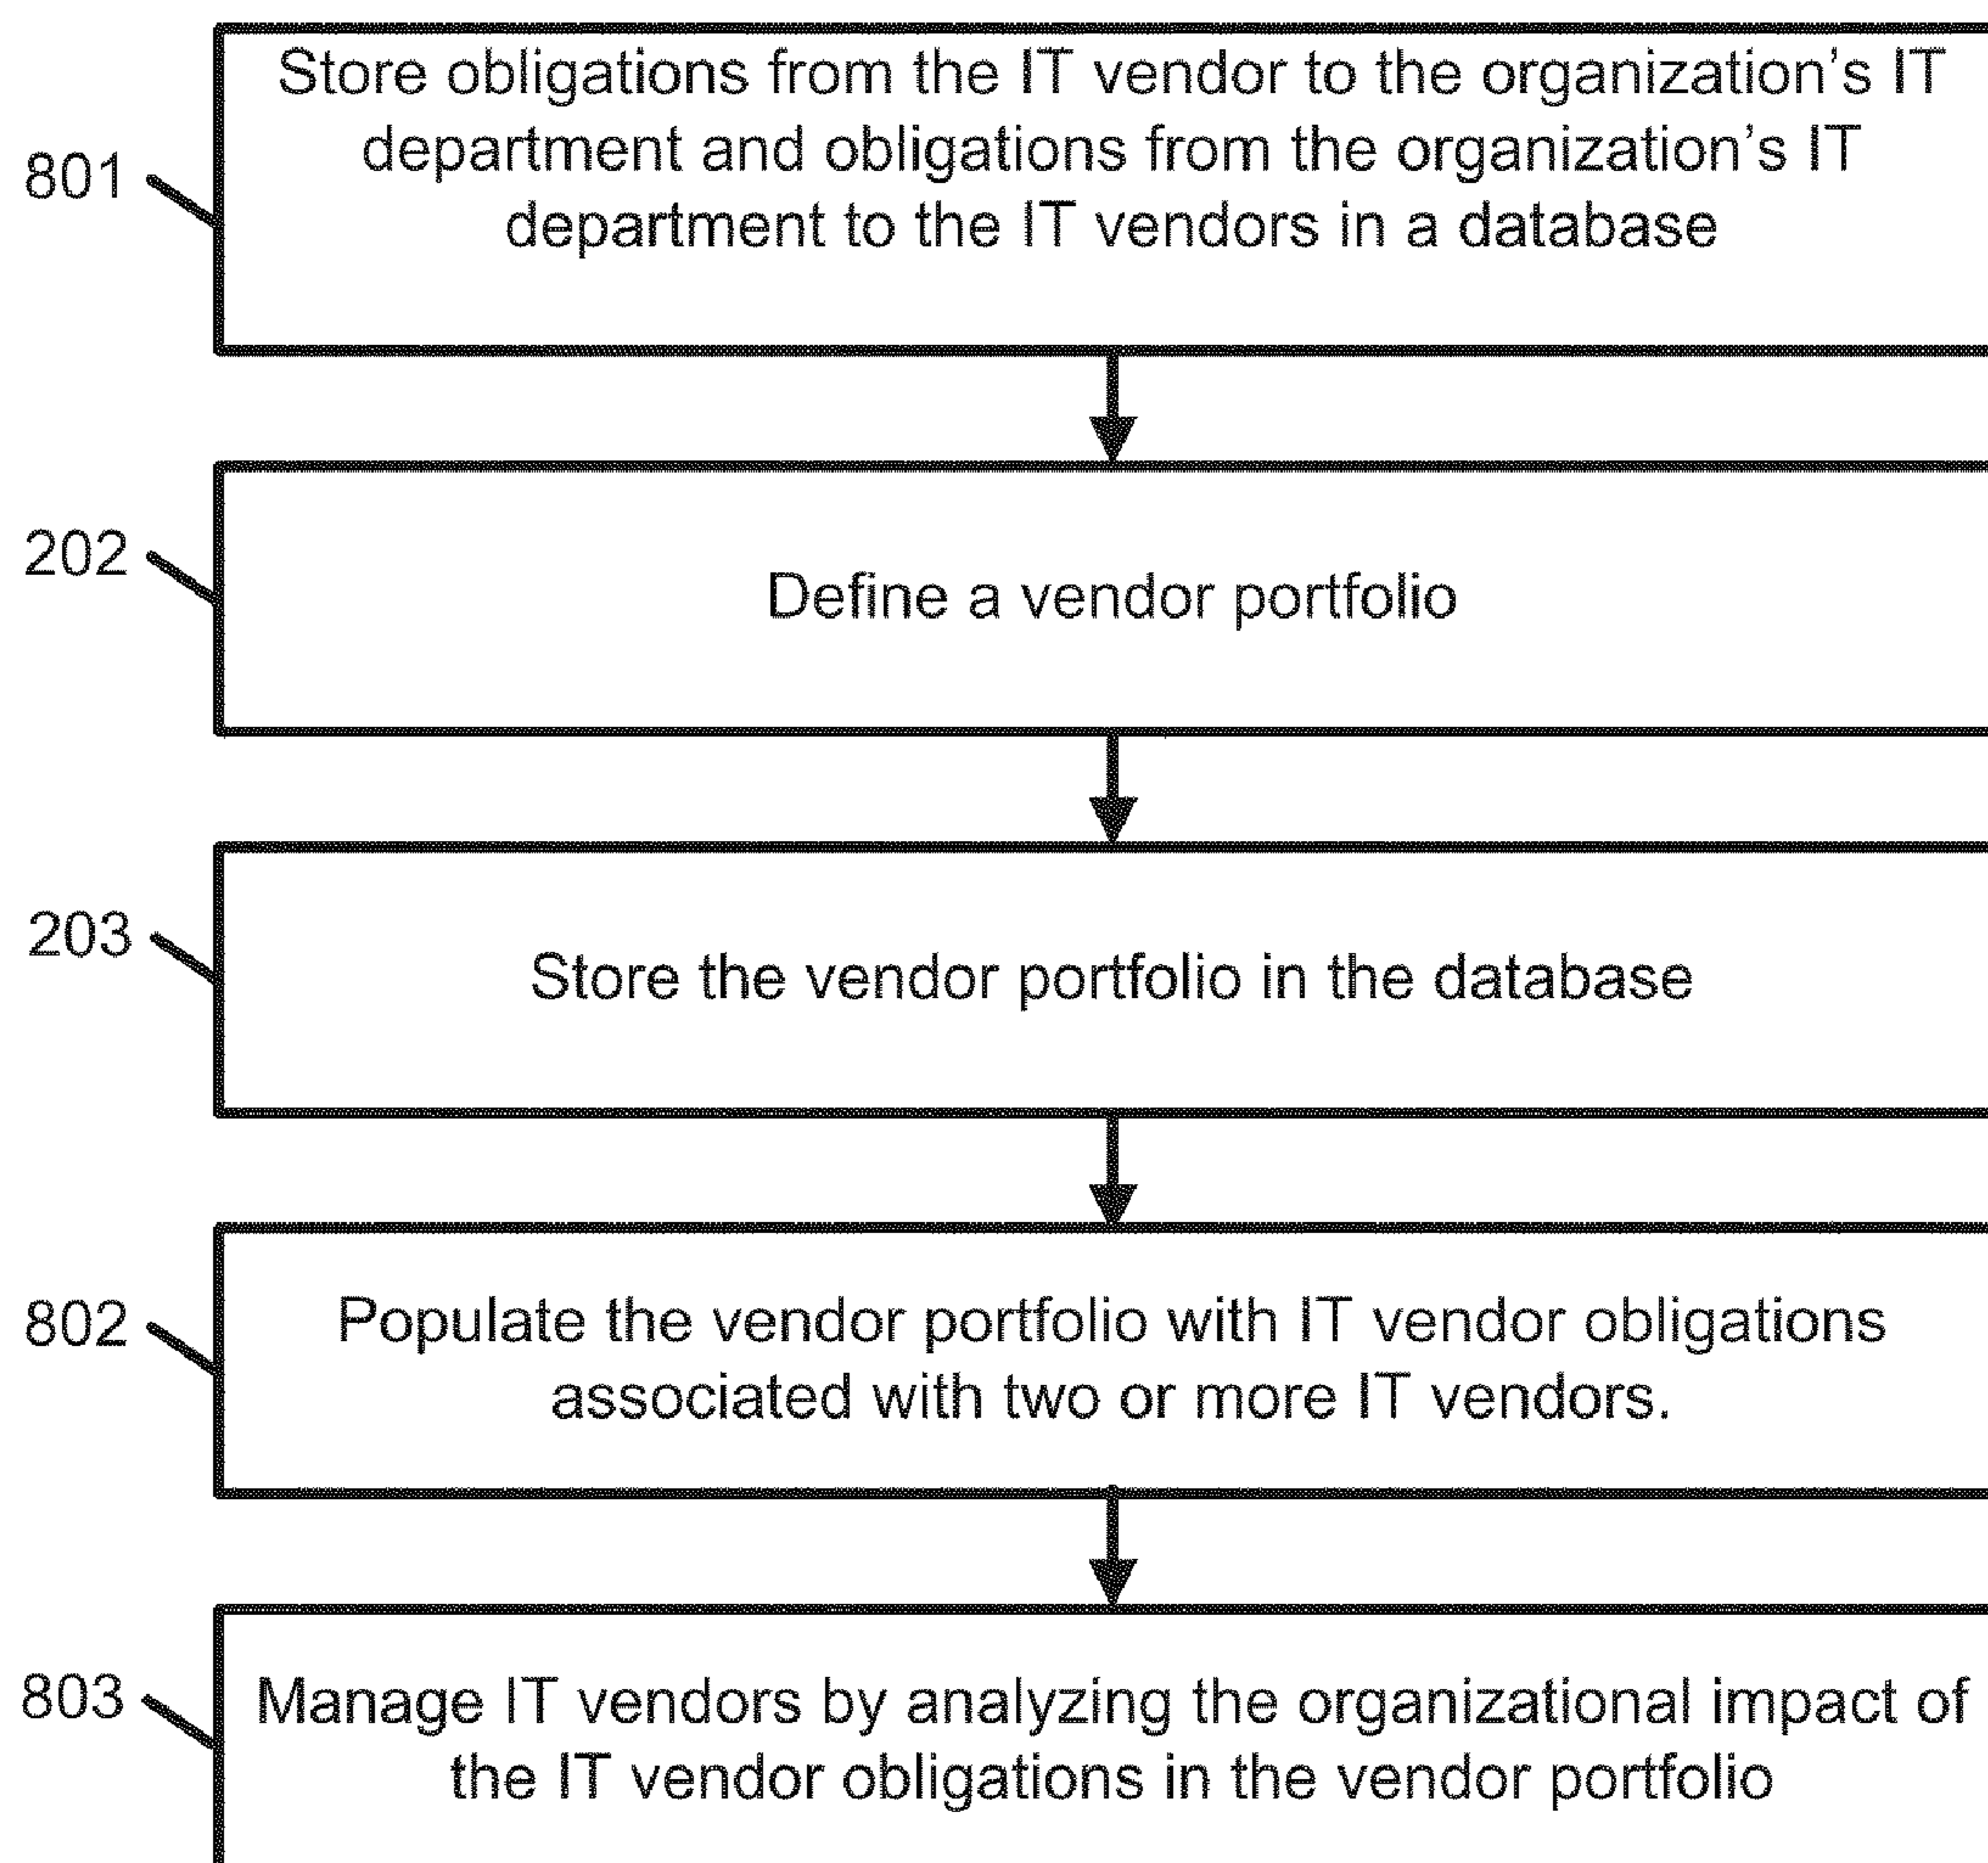 Store obligations from the IT vendor to the organization's IT
department and obligations from the organization's IT
department to the IT vendors in a database
801
202
Define a vendor portfolio
203
Store the vendor portfolio in the database
802
Populate the vendor portfolio with IT vendor obligations
associated with two or more IT vendors.
803
Manage IT vendors by analyzing the organizational impact of
the IT vendor obligations in the vendor portfolio